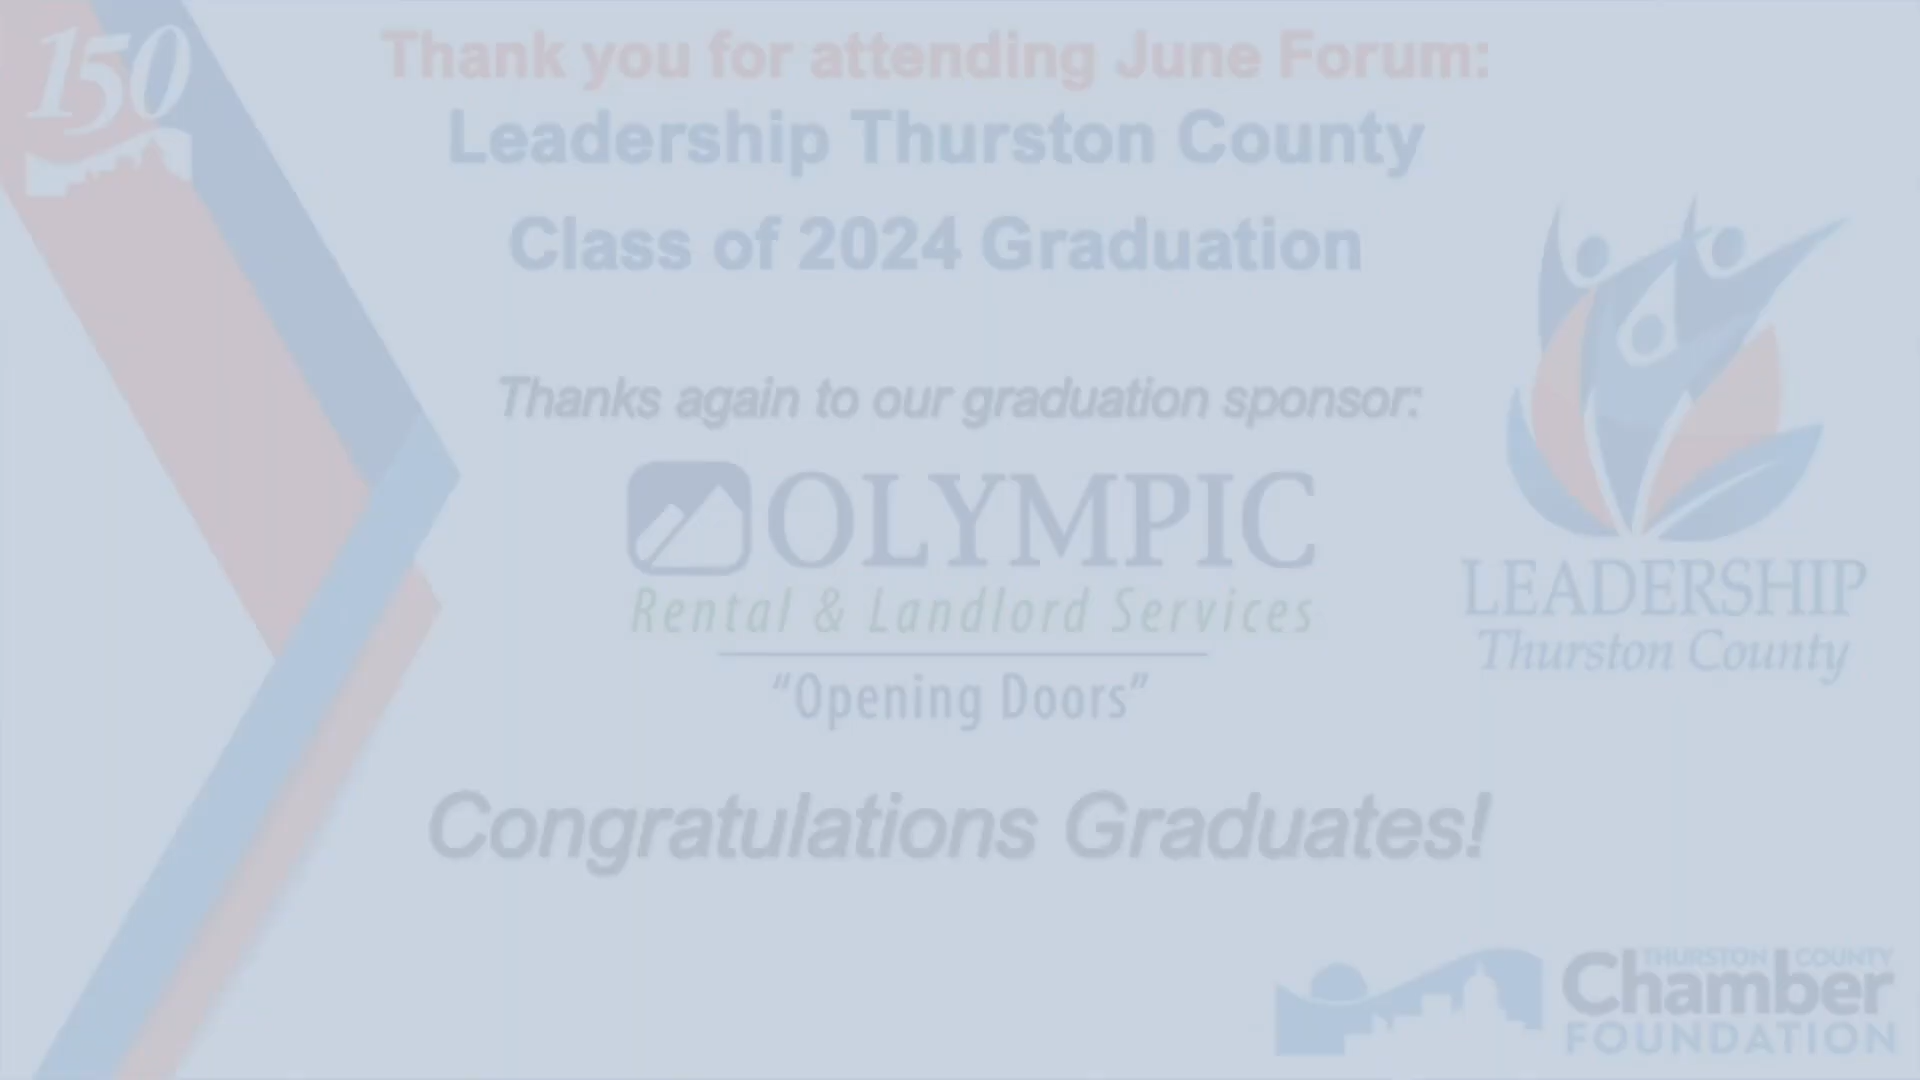 150
Thank you for attending June Forum:
Leadership Thurston County
Class of 2024 Graduation
Thanks again to our graduation sponsor:
OLYMPIC
Rental & Landlord Services
“Opening Doors”
LEADERSHIP
Thurston County
Congratulations Graduates!
THURSTON COUNTY
Chamber
FOUNDATION